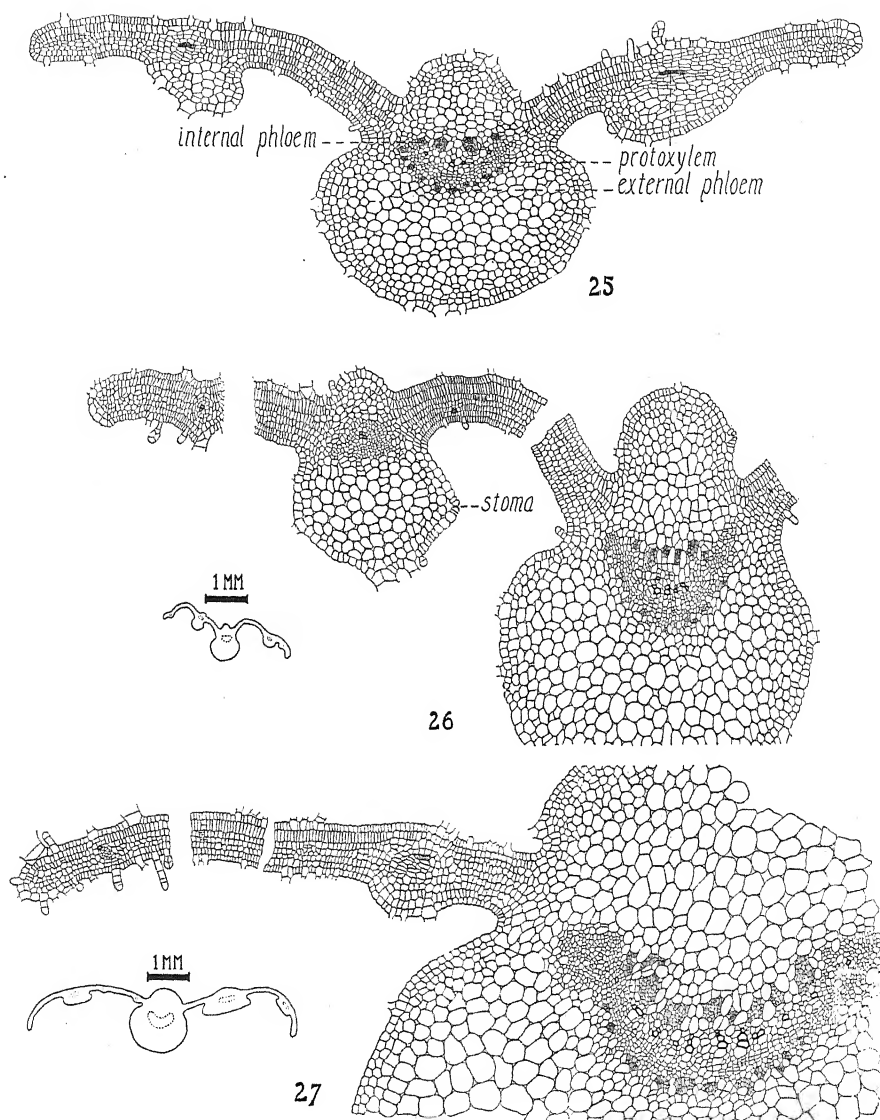 internal phloem
protoxylem
external phloem
25
stoma
1 MM
26
1 MM
27